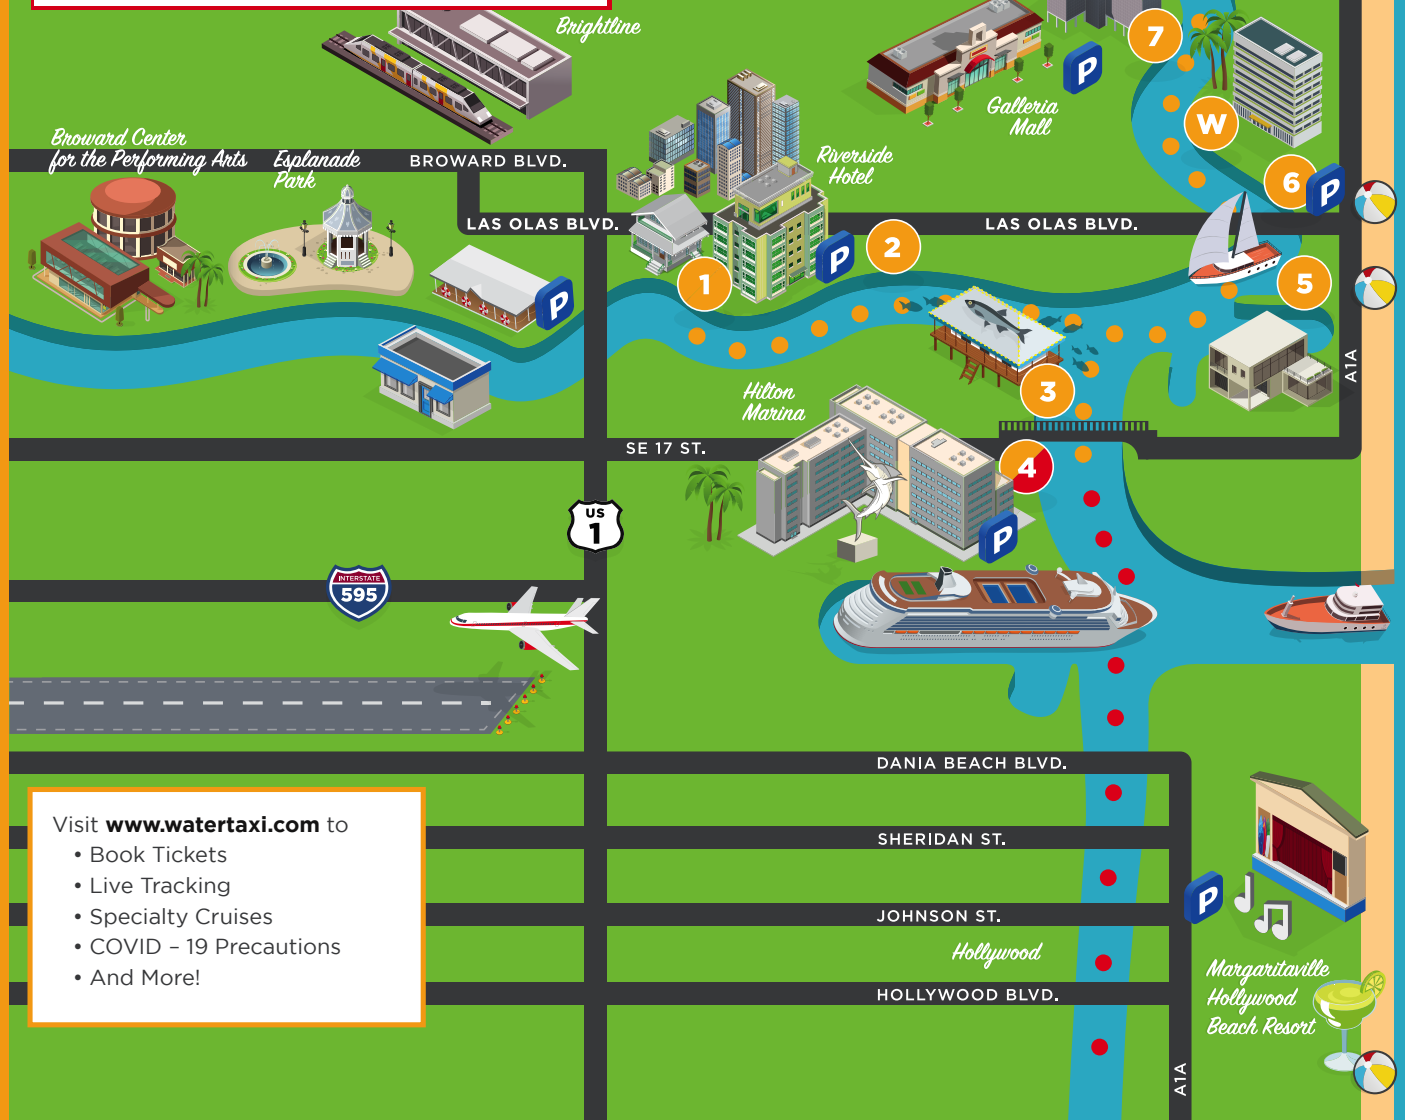 Brightline
7
P
Galleria
Mall
W
Broward Center
for the Performing Arts
Esplanade
Park
BROWARD BLVD.
Riverside
Hotel
6
P
LAS OLAS BLVD.
LAS OLAS BLVD.
2
P
1
5
P
A1A
3
Hilton
Marina
SE 17 ST.
4
US
1
P
INTERSTATE
595
DANIA BEACH BLVD.
Visit www.watertaxi.com to
• Book Tickets
• Live Tracking
• Specialty Cruises
• COVID – 19 Precautions
• And More!
SHERIDAN ST.
P
JOHNSON ST.
Hollywood
HOLLYWOOD BLVD.
Margaritaville
Hollywood
Beach Resort
A1A